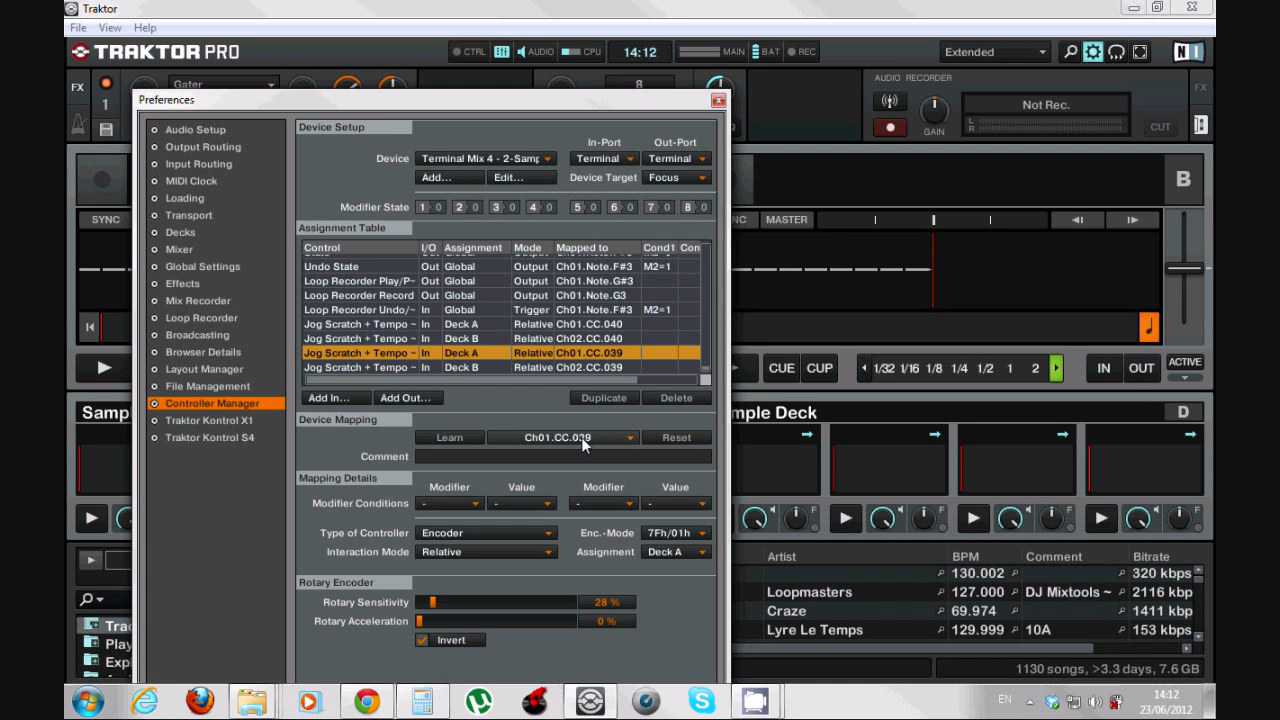 Traktor
File View Help
TRAKTOR PRO
CTRL AUDIO CPU 14:12 MAIN BAT REC Extended
FX Gater 8 AUDIO RECORDER FX
1
GAIN Not Rec. L R CUT
Preferences
Audio Setup
Output Routing
Input Routing
MIDI Clock
Loading
Transport
Decks
Mixer
Global Settings
Effects
Mix Recorder
Loop Recorder
Broadcasting
Browser Details
Layout Manager
File Management
Controller Manager
Traktor Kontrol X1
Traktor Kontrol S4
Device Setup
In-Port Out-Port
Device Terminal Mix 4 - 2-Samp Terminal Terminal
Add... Edit... Device Target Focus
Modifier State 1 0 2 0 3 0 4 0 5 0 6 0 7 0 8 0
Assignment Table
Control I/O Assignment Mode Mapped to Cond1 Con
Undo State Out Global Output Ch01.Note.F#3 M2=1
Loop Recorder Play/P~ Out Global Output Ch01.Note.G#3
Loop Recorder Record Out Global Output Ch01.Note.G3
Loop Recorder Undo/~ In Global Trigger Ch01.Note.F#3 M2=1
Jog Scratch + Tempo ~ In Deck A Relative Ch01.CC.040
Jog Scratch + Tempo ~ In Deck B Relative Ch02.CC.040
Jog Scratch + Tempo ~ In Deck A Relative Ch01.CC.039
Jog Scratch + Tempo ~ In Deck B Relative Ch02.CC.039
Add In... Add Out... Duplicate Delete
Device Mapping
Learn Ch01.CC.039 Reset
Comment
Mapping Details
Modifier Value Modifier Value
Modifier Conditions - - - -
Type of Controller Encoder Enc.-Mode 7Fh/01h
Interaction Mode Relative Assignment Deck A
Rotary Encoder
Rotary Sensitivity 28 %
Rotary Acceleration 0 %
Invert
B
SYNC NC MASTER
CUE CUP 1/32 1/16 1/8 1/4 1/2 1 2 IN OUT ACTIVE
Samp mple Deck D
F F F F
Artist BPM Comment Bitrate
130.002 320 kbps
Loopmasters 127.000 DJ Mixtools ~ 2116 kbp
Craze 69.974 1411 kbp
Lyre Le Temps 129.999 10A 153 kbps
Trac
Play
Expl
1130 songs, >3.3 days, 7.6 GB
EN 14:12
23/06/2012